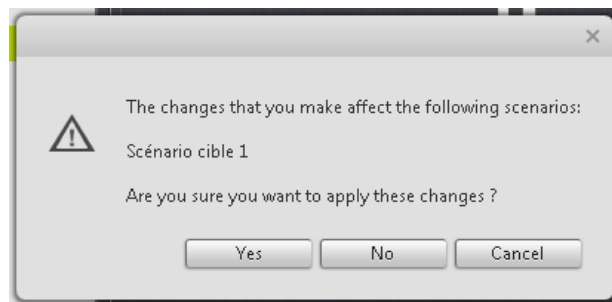 The changes that you make affect the following scenarios:
Scénario cible 1
Are you sure you want to apply these changes ?
Yes No Cancel